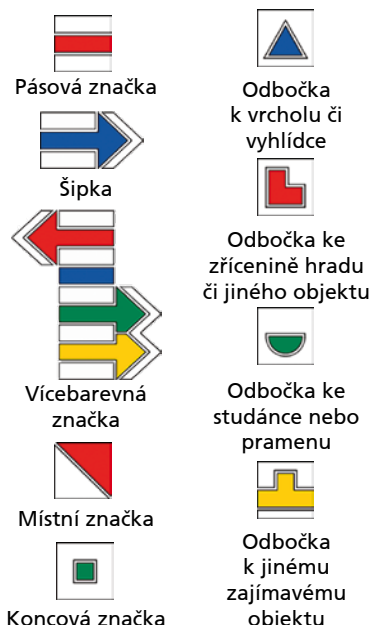 Pásová značka
Šipka
Vícebarevná
značka
Místní značka
Koncová značka
Odbočka
k vrcholu či
vyhlídce
Odbočka ke
zřícenině hradu
či jiného objektu
Odbočka ke
studánce nebo
pramenu
Odbočka
k jinému
zajímavému
objektu